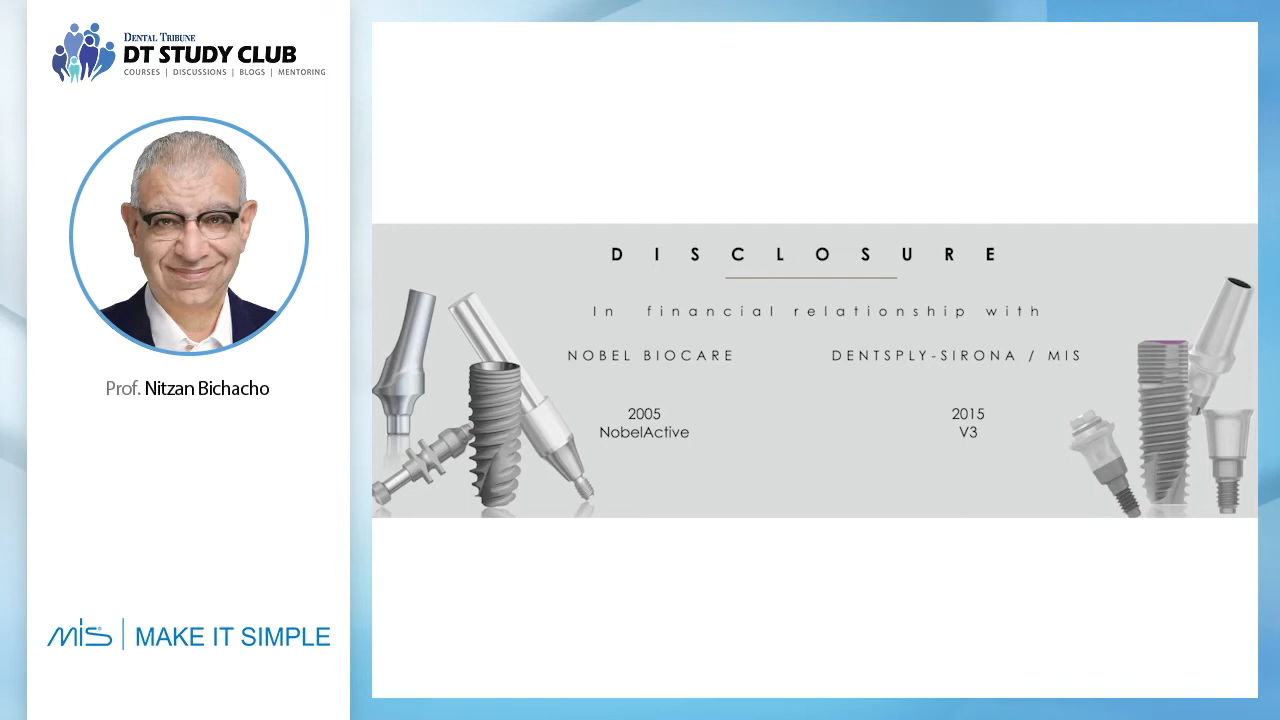 DENTAL TRIBUNE
DT STUDY CLUB
COURSES | DISCUSSIONS | BLOGS | MENTORING
Prof. Nitzan Bichacho
MIS® | MAKE IT SIMPLE
DISCLOSURE
In financial relationship with
NOBEL BIOCARE
2005
NobelActive
DENTSPLY-SIRONA / MIS
2015
V3